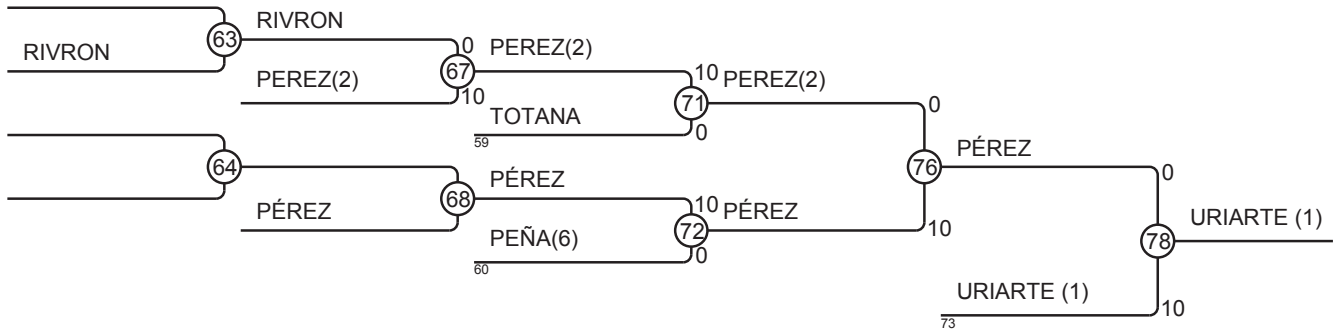 RIVRON
63
RIVRON
0
67
PEREZ(2)
10
PEREZ(2)
10
71
PEREZ(2)
TOTANA
59
0
0
64
PÉREZ
68
PÉREZ
10
72
PÉREZ
PEÑA(6)
60
0
76
PÉREZ
10
0
78
URIARTE (1)
URIARTE (1)
73
10